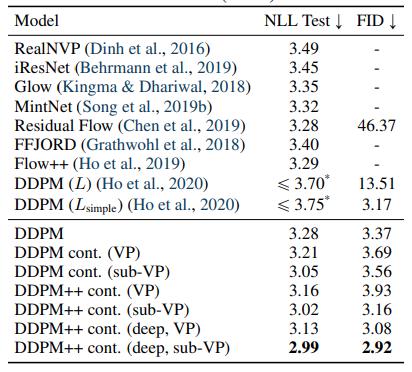 Model NLL Test ↓ FID ↓
RealNVP (Dinh et al., 2016) 3.49 -
iResNet (Behrmann et al., 2019) 3.45 -
Glow (Kingma & Dhariwal, 2018) 3.35 -
MintNet (Song et al., 2019b) 3.32 -
Residual Flow (Chen et al., 2019) 3.28 46.37
FFJORD (Grathwohl et al., 2018) 3.40 -
Flow++ (Ho et al., 2019) 3.29 -
DDPM (L) (Ho et al., 2020) ⩽ 3.70* 13.51
DDPM (Lsimple) (Ho et al., 2020) ⩽ 3.75* 3.17
DDPM 3.28 3.37
DDPM cont. (VP) 3.21 3.69
DDPM cont. (sub-VP) 3.05 3.56
DDPM++ cont. (VP) 3.16 3.93
DDPM++ cont. (sub-VP) 3.02 3.16
DDPM++ cont. (deep, VP) 3.13 3.08
DDPM++ cont. (deep, sub-VP) 2.99 2.92